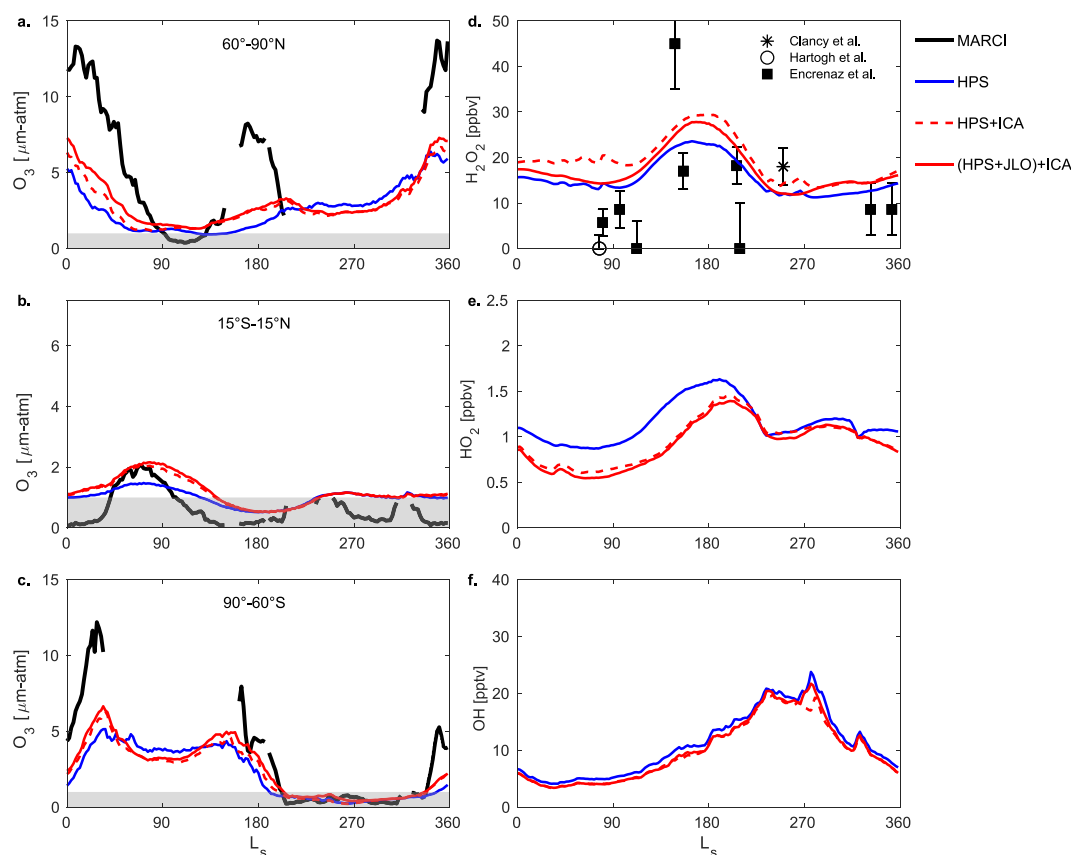 a.
60°-90°N
O3 [ μm-atm]
15
10
5
0
0 90 180 270 360
b.
15°S-15°N
O3 [ μm-atm]
6
4
2
0
0 90 180 270 360
c.
90°-60°S
O3 [ μm-atm]
15
10
5
0
0 90 180 270 360
Ls
d.
Clancy et al.
Hartogh et al.
Encrenaz et al.
H2O2 [ppbv]
50
40
30
20
10
0
0 90 180 270 360
e.
HO2 [ppbv]
2.5
2
1.5
1
0.5
0
0 90 180 270 360
f.
OH [pptv]
40
30
20
10
0
0 90 180 270 360
Ls
MARCI
HPS
HPS+ICA
(HPS+JLO)+ICA